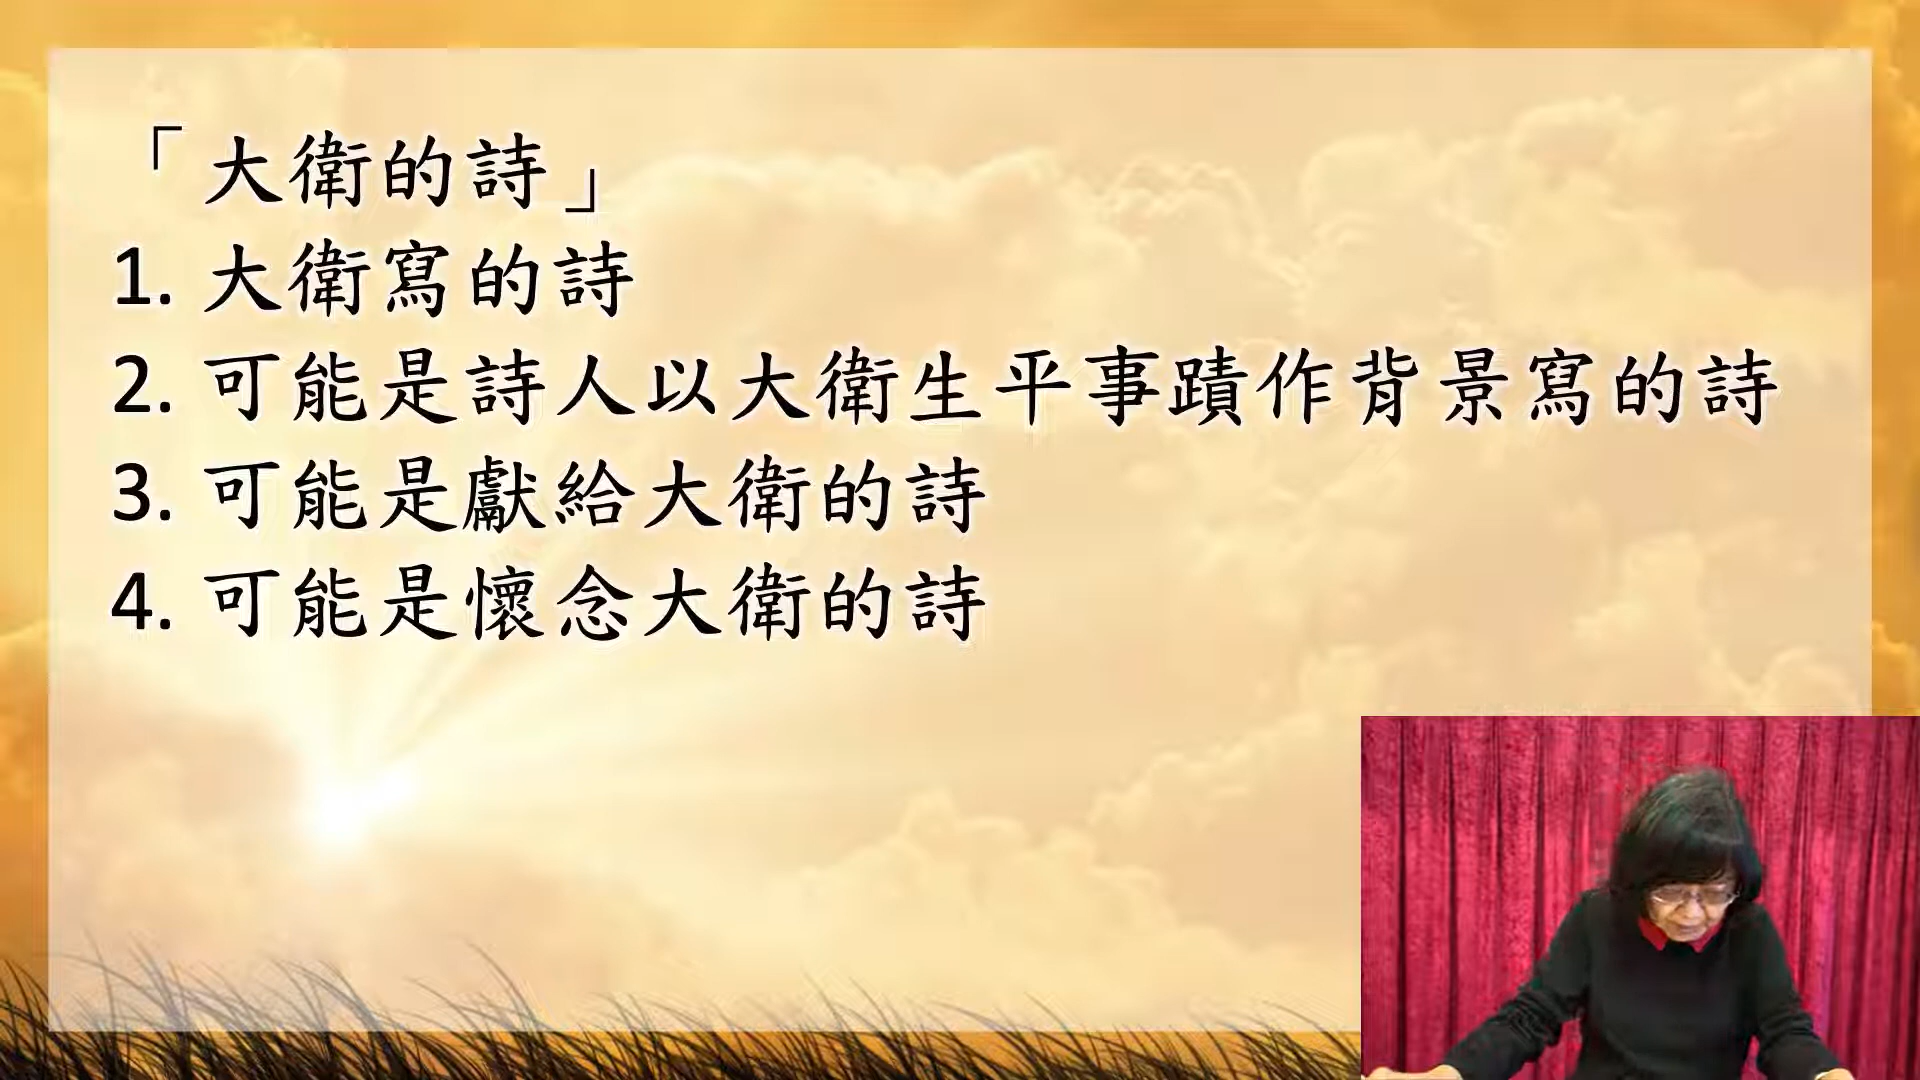 「大衛的詩」
1. 大衛寫的詩
2. 可能是詩人以大衛生平事蹟作背景寫的詩
3. 可能是獻給大衛的詩
4. 可能是懷念大衛的詩